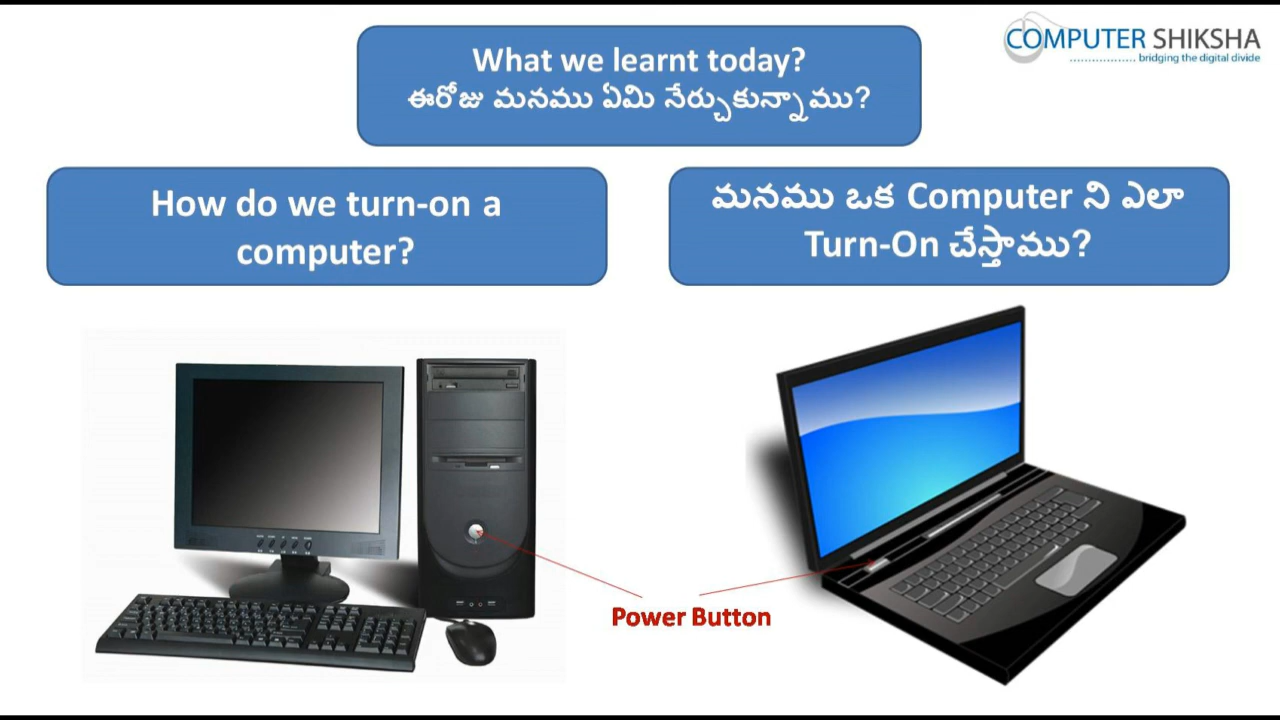 COMPUTER SHIKSHA
bridging the digital divide
What we learnt today?
ఈరోజు మనము ఏమి నేర్చుకున్నాము?
How do we turn-on a
computer?
మనము ఒక Computer ని ఎలా
Turn-On చేస్తాము?
Power Button